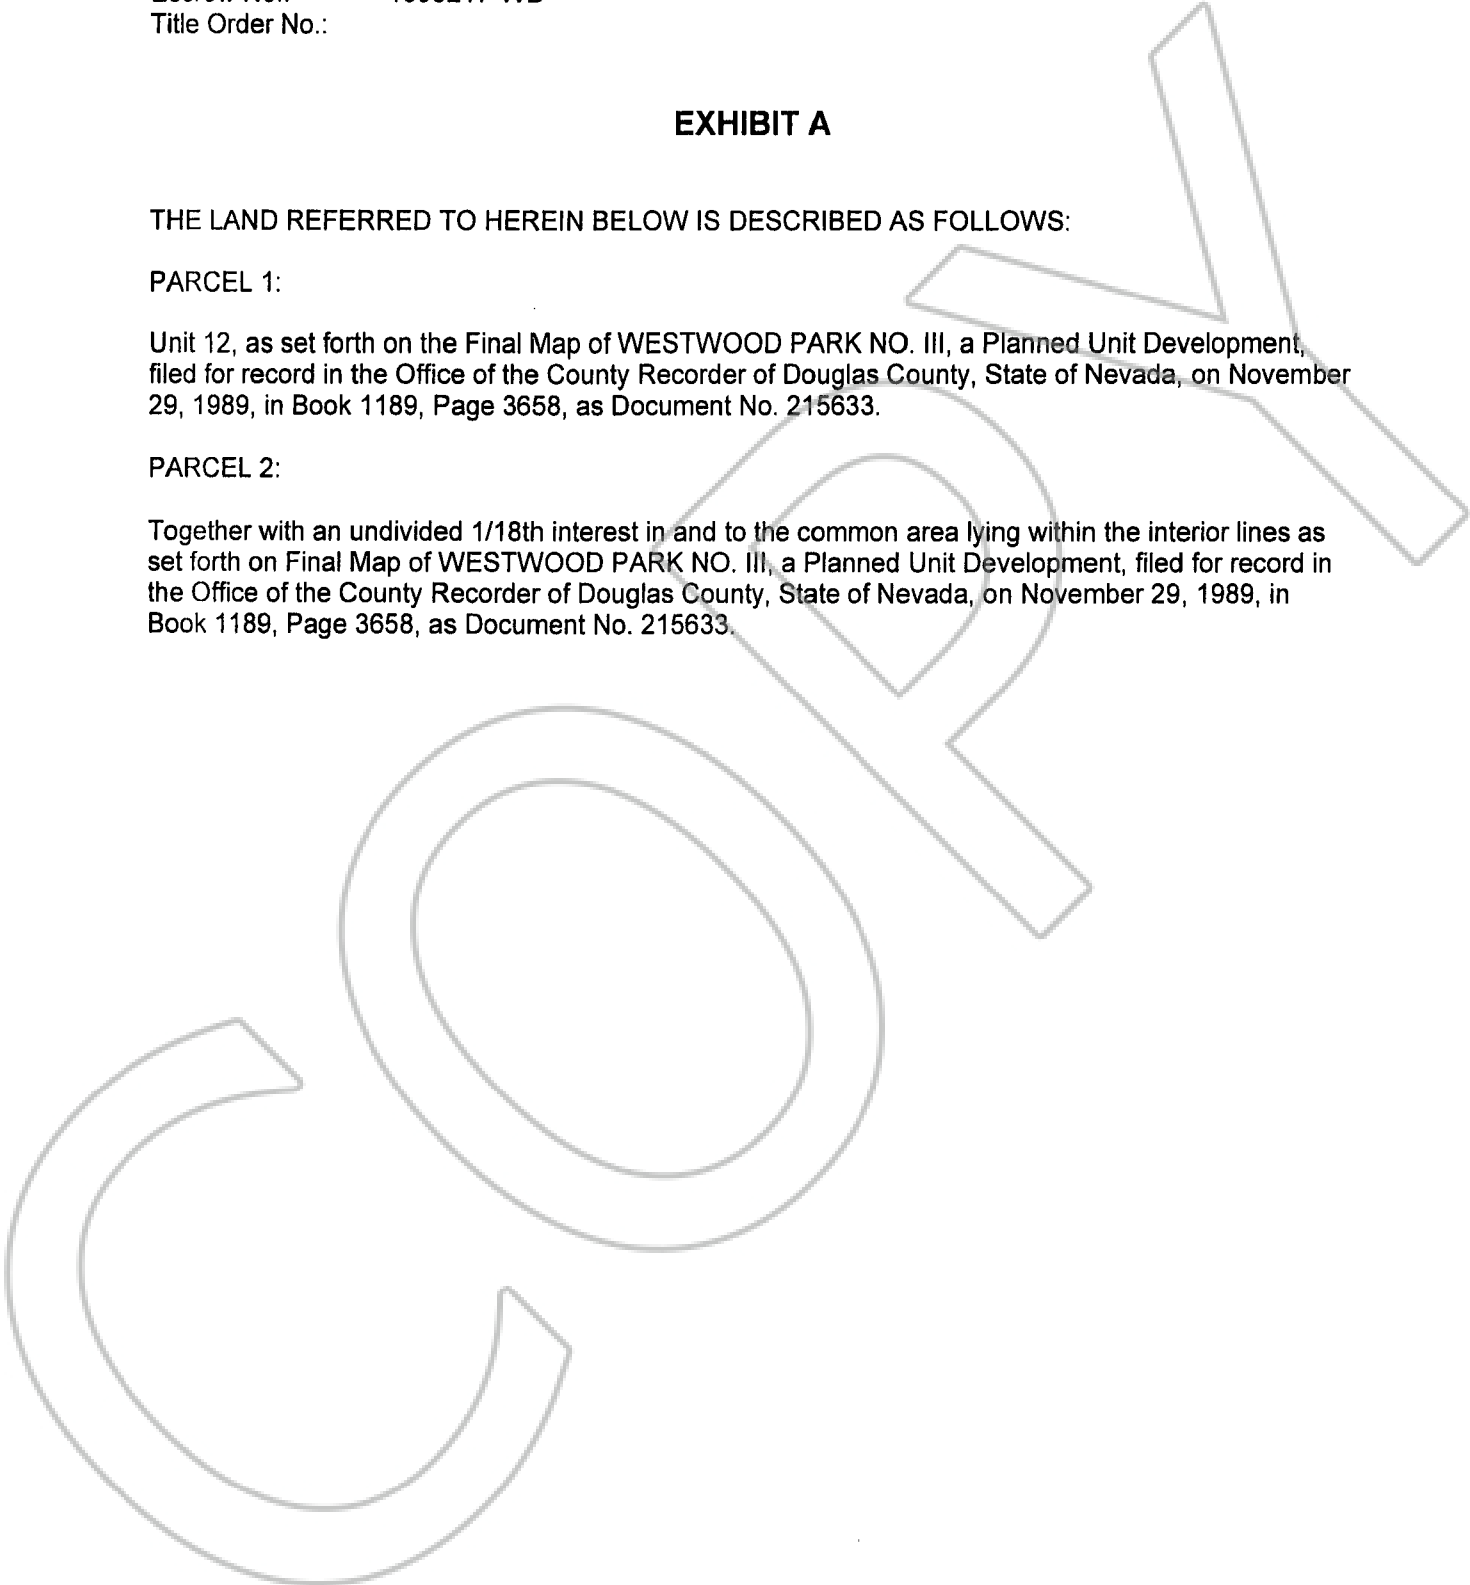 Title Order No.:
EXHIBIT A
THE LAND REFERRED TO HEREIN BELOW IS DESCRIBED AS FOLLOWS:
PARCEL 1:
Unit 12, as set forth on the Final Map of WESTWOOD PARK NO. III, a Planned Unit Development,
filed for record in the Office of the County Recorder of Douglas County, State of Nevada, on November
29, 1989, in Book 1189, Page 3658, as Document No. 215633.
PARCEL 2:
Together with an undivided 1/18th interest in and to the common area lying within the interior lines as
set forth on Final Map of WESTWOOD PARK NO. III, a Planned Unit Development, filed for record in
the Office of the County Recorder of Douglas County, State of Nevada, on November 29, 1989, in
Book 1189, Page 3658, as Document No. 215633.
COPY